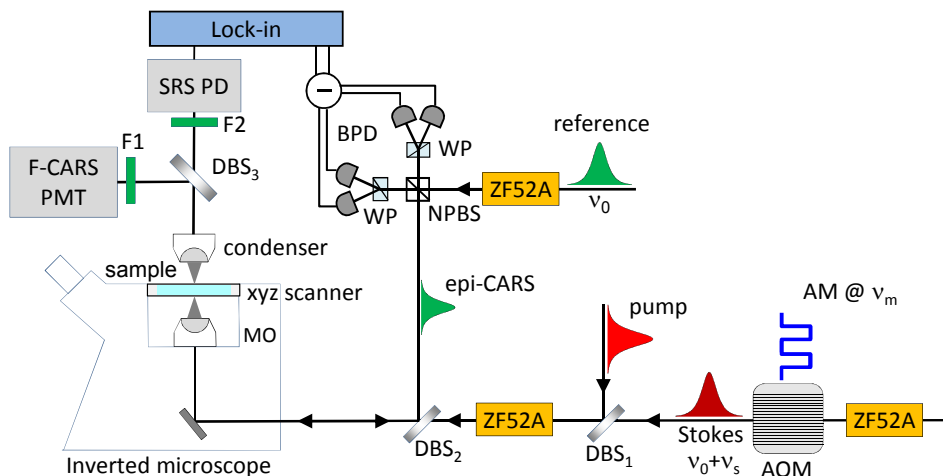 Lock-in
SRS PD
F2
F1
F-CARS
PMT
DBS3
BPD
WP
reference
ZF52A
ν0
WP
NPBS
condenser
sample
xyz scanner
MO
epi-CARS
pump
AM @ νm
ZF52A
ZF52A
DBS2
DBS1
Stokes
ν0+νs
AOM
Inverted microscope